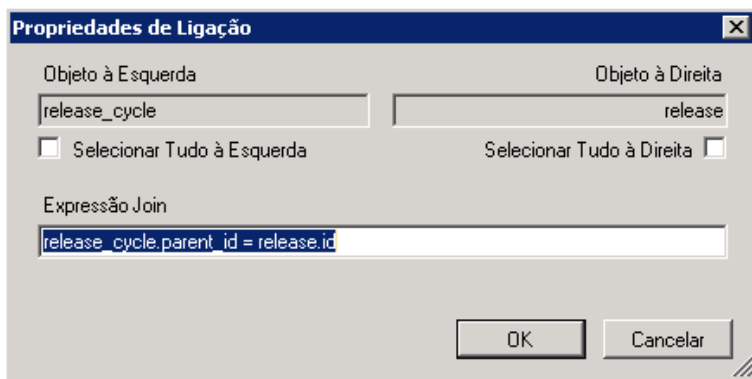 Propriedades de Ligação
Objeto à Esquerda Objeto à Direita
release_cycle release
Selecionar Tudo à Esquerda Selecionar Tudo à Direita
Expressão Join
release_cycle.parent_id = release.id
OK Cancelar